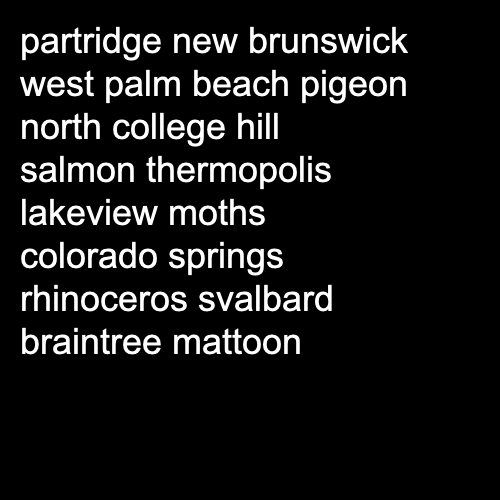 partridge new brunswick
west palm beach pigeon
north college hill
salmon thermopolis
lakeview moths
colorado springs
rhinoceros svalbard
braintree mattoon